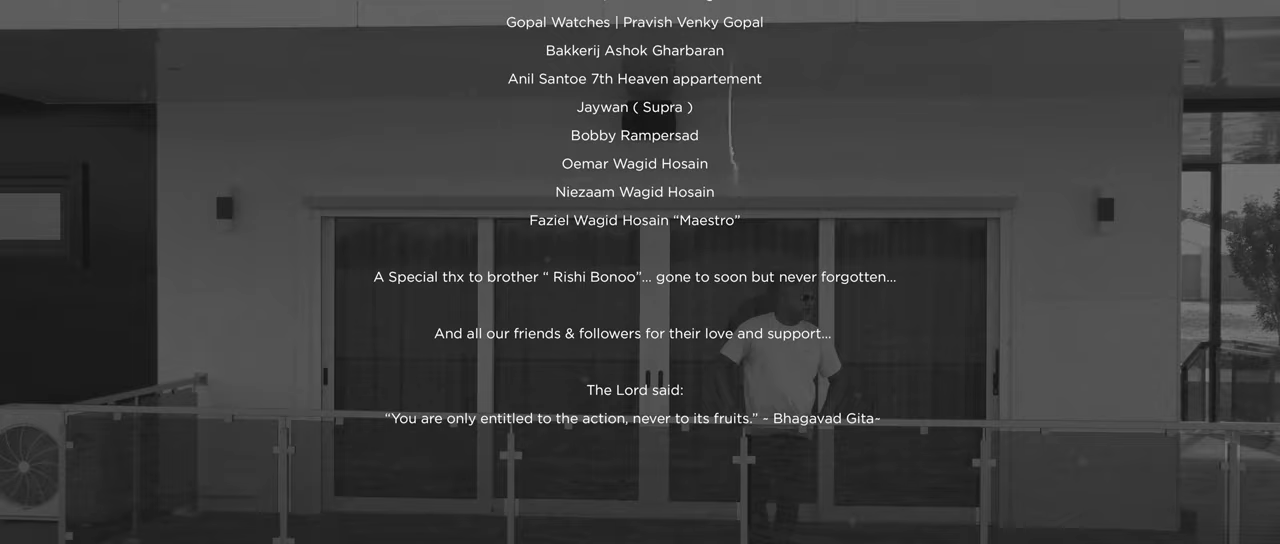 Gopal Watches | Pravish Venky Gopal
Bakkerij Ashok Gharbaran
Anil Santoe 7th Heaven appartement
Jaywan ( Supra )
Bobby Rampersad
Oemar Wagid Hosain
Niezaam Wagid Hosain
Faziel Wagid Hosain “Maestro”
A Special thx to brother “ Rishi Bonoo”... gone to soon but never forgotten...
And all our friends & followers for their love and support...
The Lord said:
“You are only entitled to the action, never to its fruits.” ~ Bhagavad Gita~